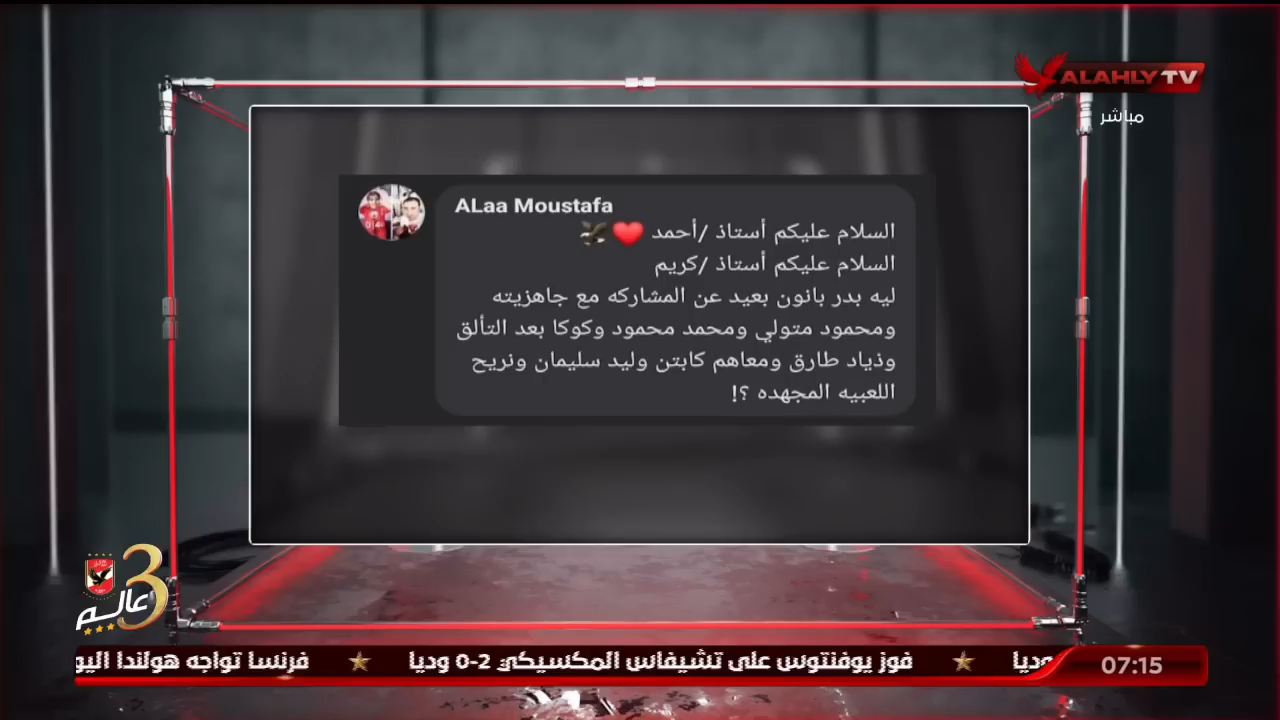 ALAHLY TV
مباشر
ALaa Moustafa
السلام عليكم أستاذ /أحمد ❤️🦅
السلام عليكم أستاذ /كريم
ليه بدر بانون بعيد عن المشاركه مع جاهزيته
ومحمود متولي ومحمد محمود وكوكا بعد التألق
وذياد طارق ومعاهم كابتن وليد سليمان ونريح
اللعبيه المجهده ؟!
3 عالم
وديا ★ فوز يوفنتوس على تشيفاس المكسيكي 2-0 وديا ★ فرنسا تواجه هولندا اليو
07:15